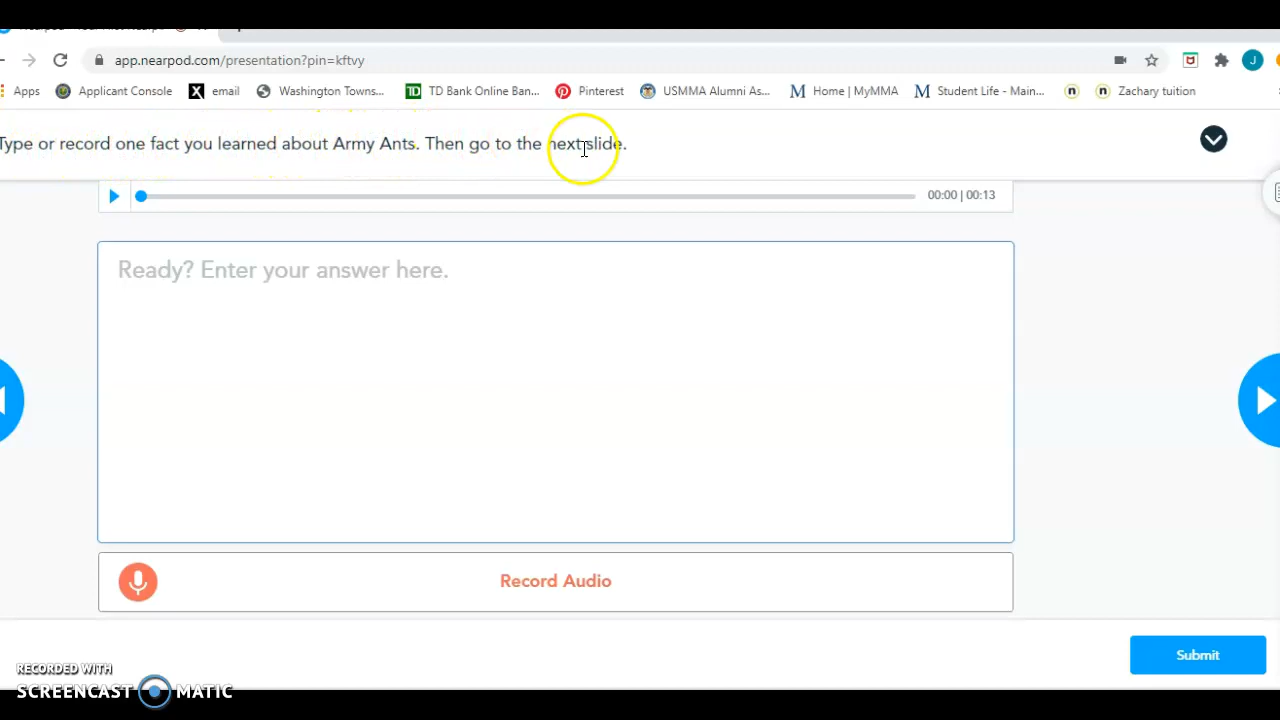 app.nearpod.com/presentation?pin=kftvy
J
Apps Applicant Console X email Washington Towns... TD TD Bank Online Ban... Pinterest USMMA Alumni As... M Home | MyMMA M Student Life - Main... n n Zachary tuition
Type or record one fact you learned about Army Ants. Then go to the next slide.
00:00 | 00:13
Ready? Enter your answer here.
Record Audio
Submit
RECORDED WITH
SCREENCAST MATIC